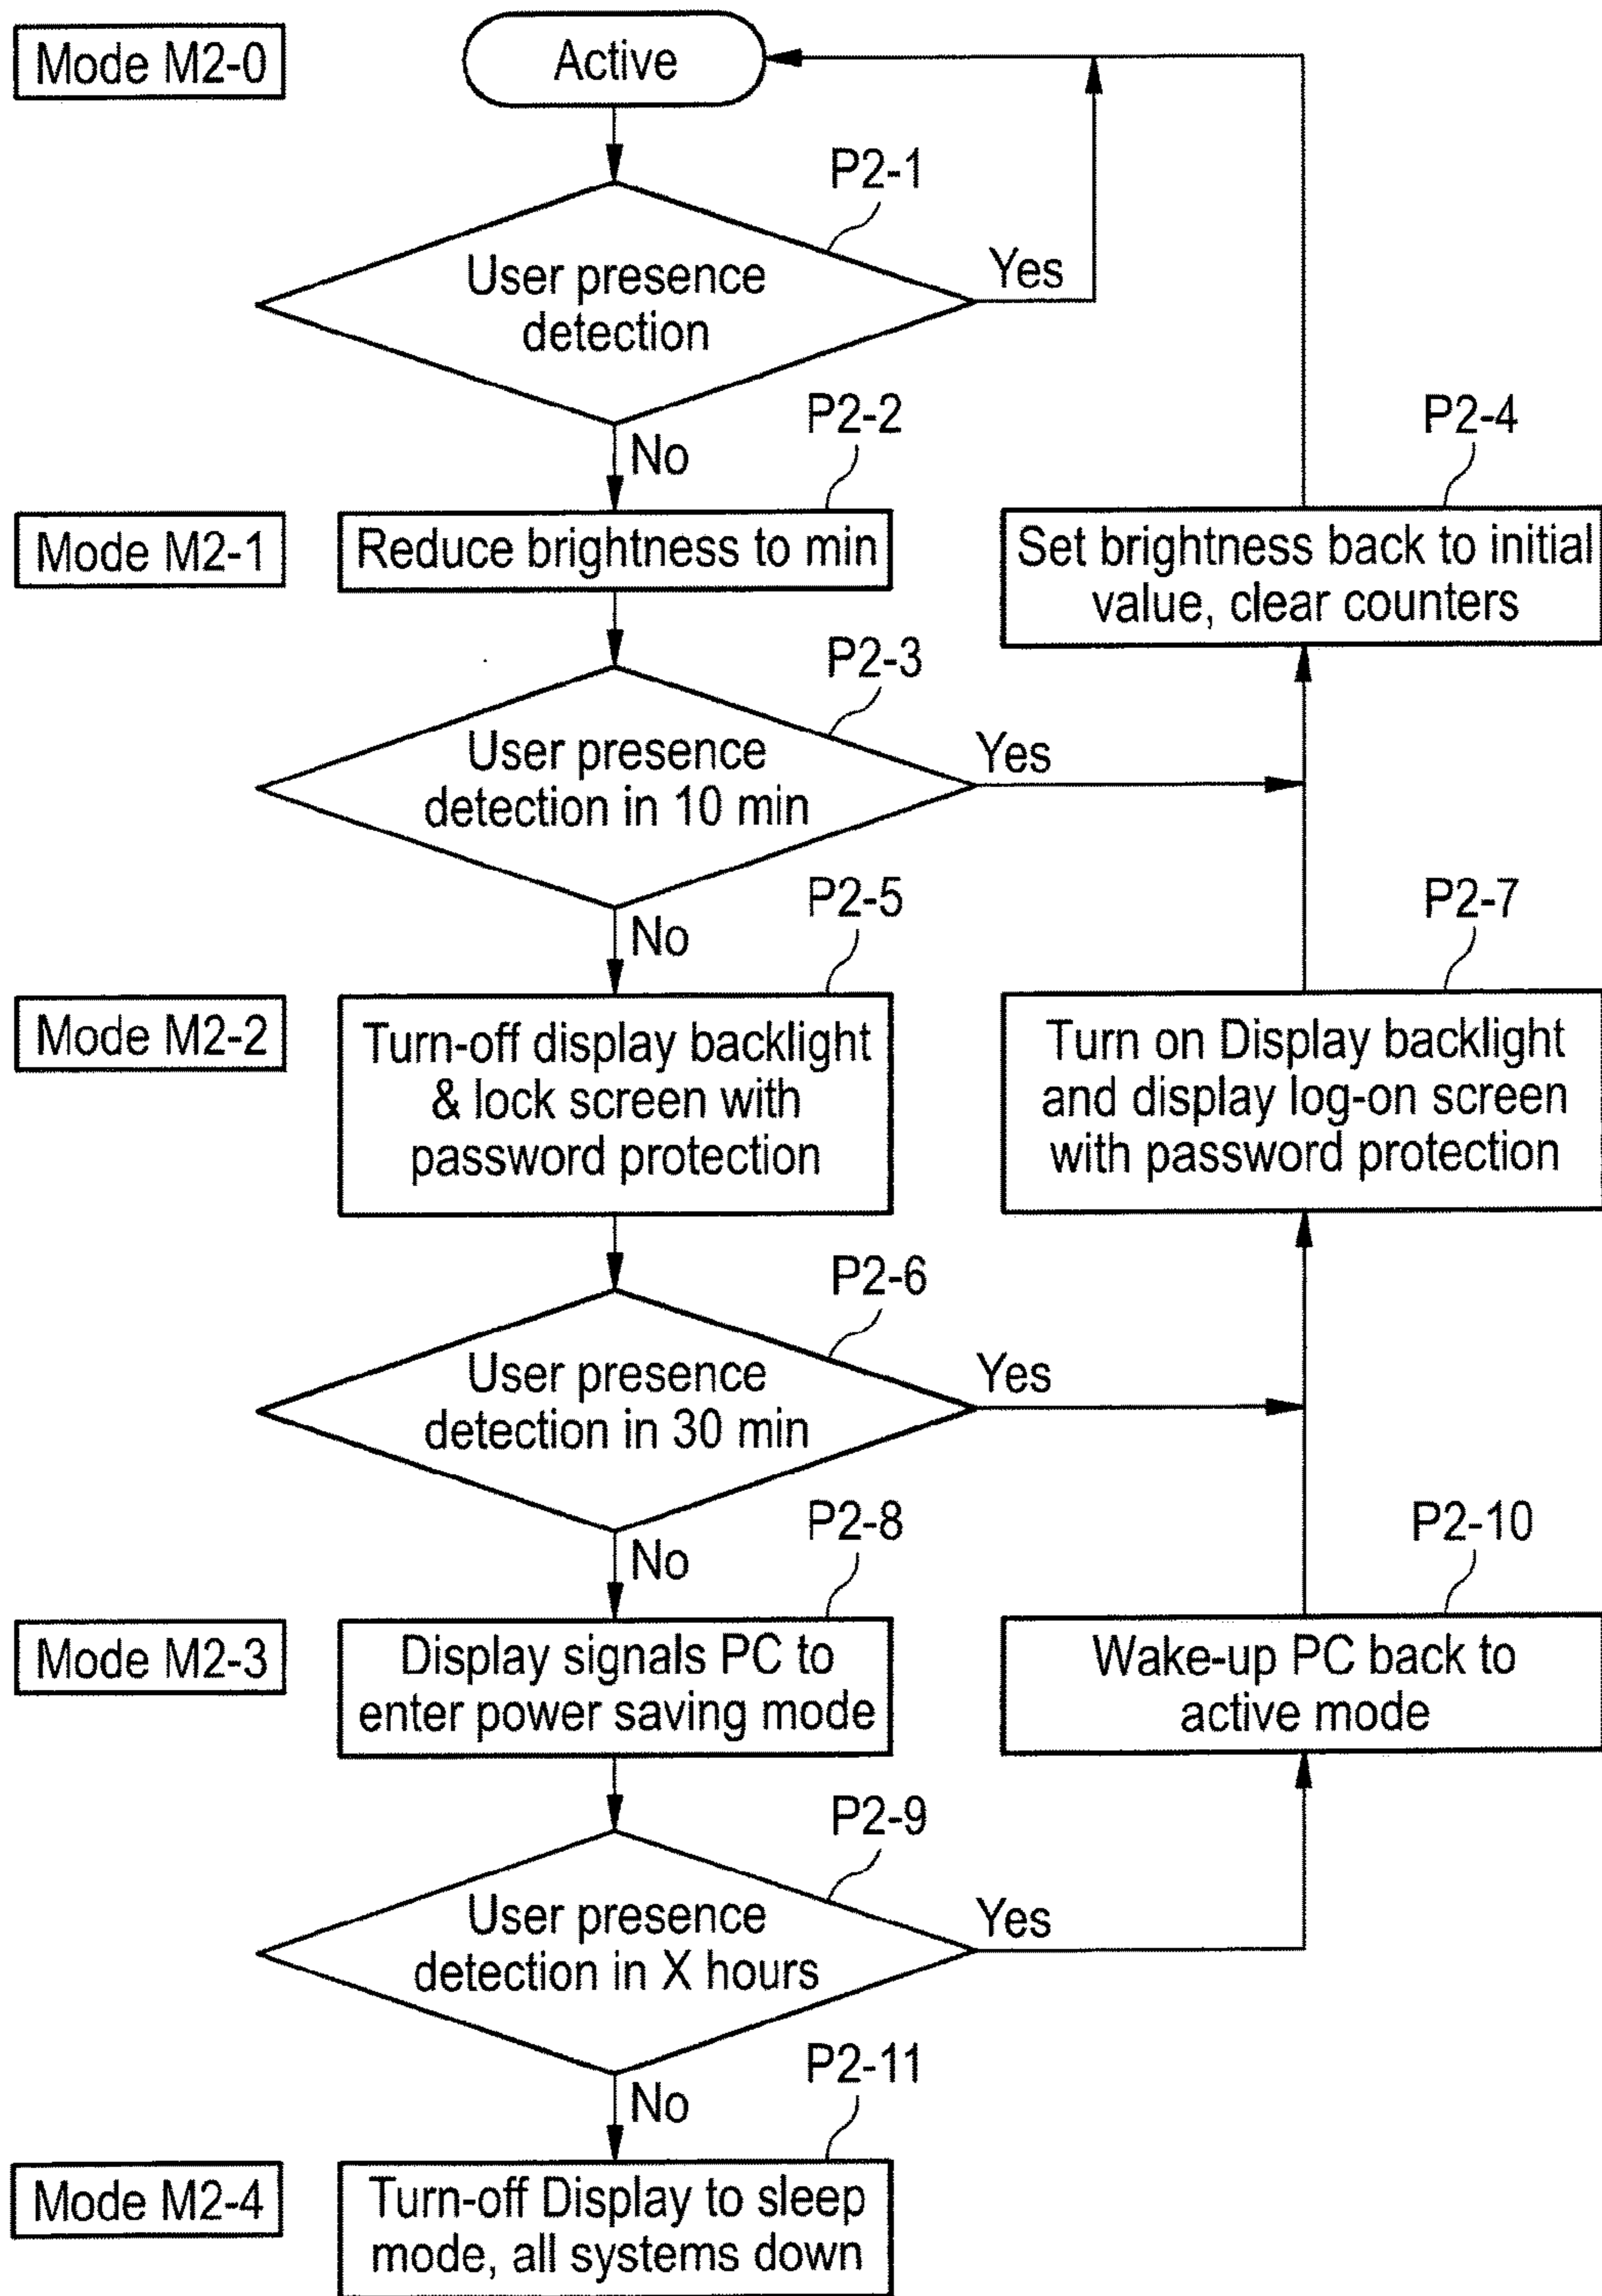 Mode M2-0
Active
P2-1
User presence
detection
Yes
P2-2
No
P2-4
Mode M2-1
Reduce brightness to min
Set brightness back to initial
value, clear counters
P2-3
User presence
detection in 10 min
Yes
P2-5
No
P2-7
Mode M2-2
Turn-off display backlight
& lock screen with
password protection
Turn on Display backlight
and display log-on screen
with password protection
P2-6
User presence
detection in 30 min
Yes
P2-8
No
P2-10
Mode M2-3
Display signals PC to
enter power saving mode
Wake-up PC back to
active mode
P2-9
User presence
detection in X hours
Yes
P2-11
No
Mode M2-4
Turn-off Display to sleep
mode, all systems down